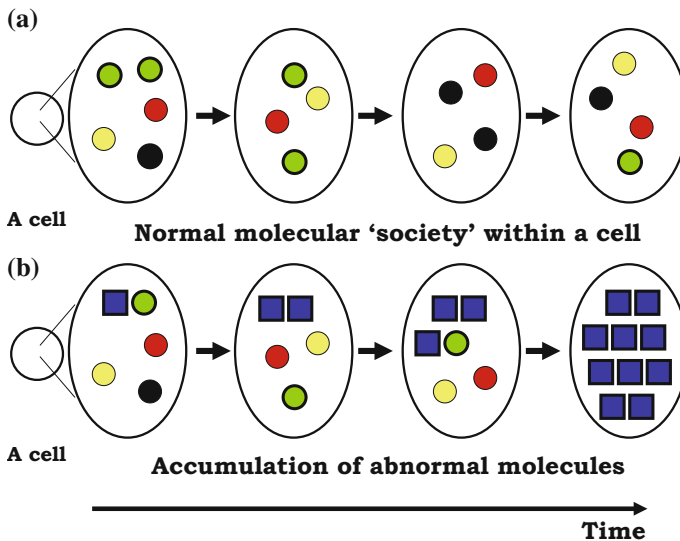 (a)
A cell
Normal molecular ‘society’ within a cell
(b)
A cell
Accumulation of abnormal molecules
Time